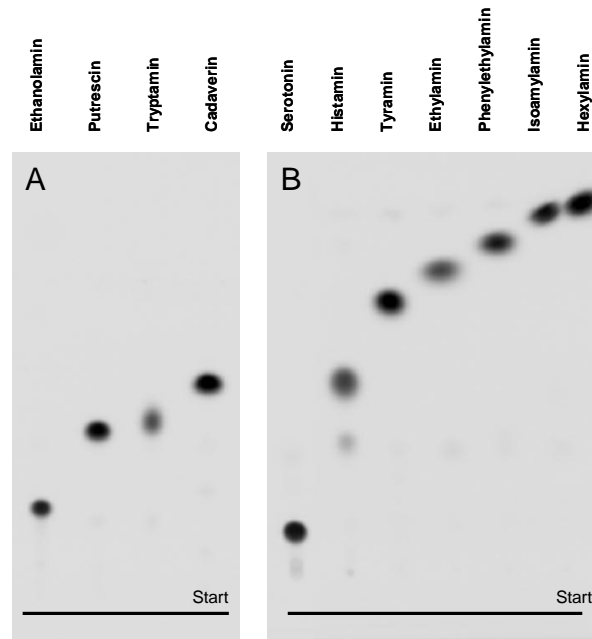 Ethanolamin
Putrescin
Tryptamin
Cadaverin
Serotonin
Histamin
Tyramin
Ethylamin
Phenylethylamin
Isoamylamin
Hexylamin
A
B
Start
Start